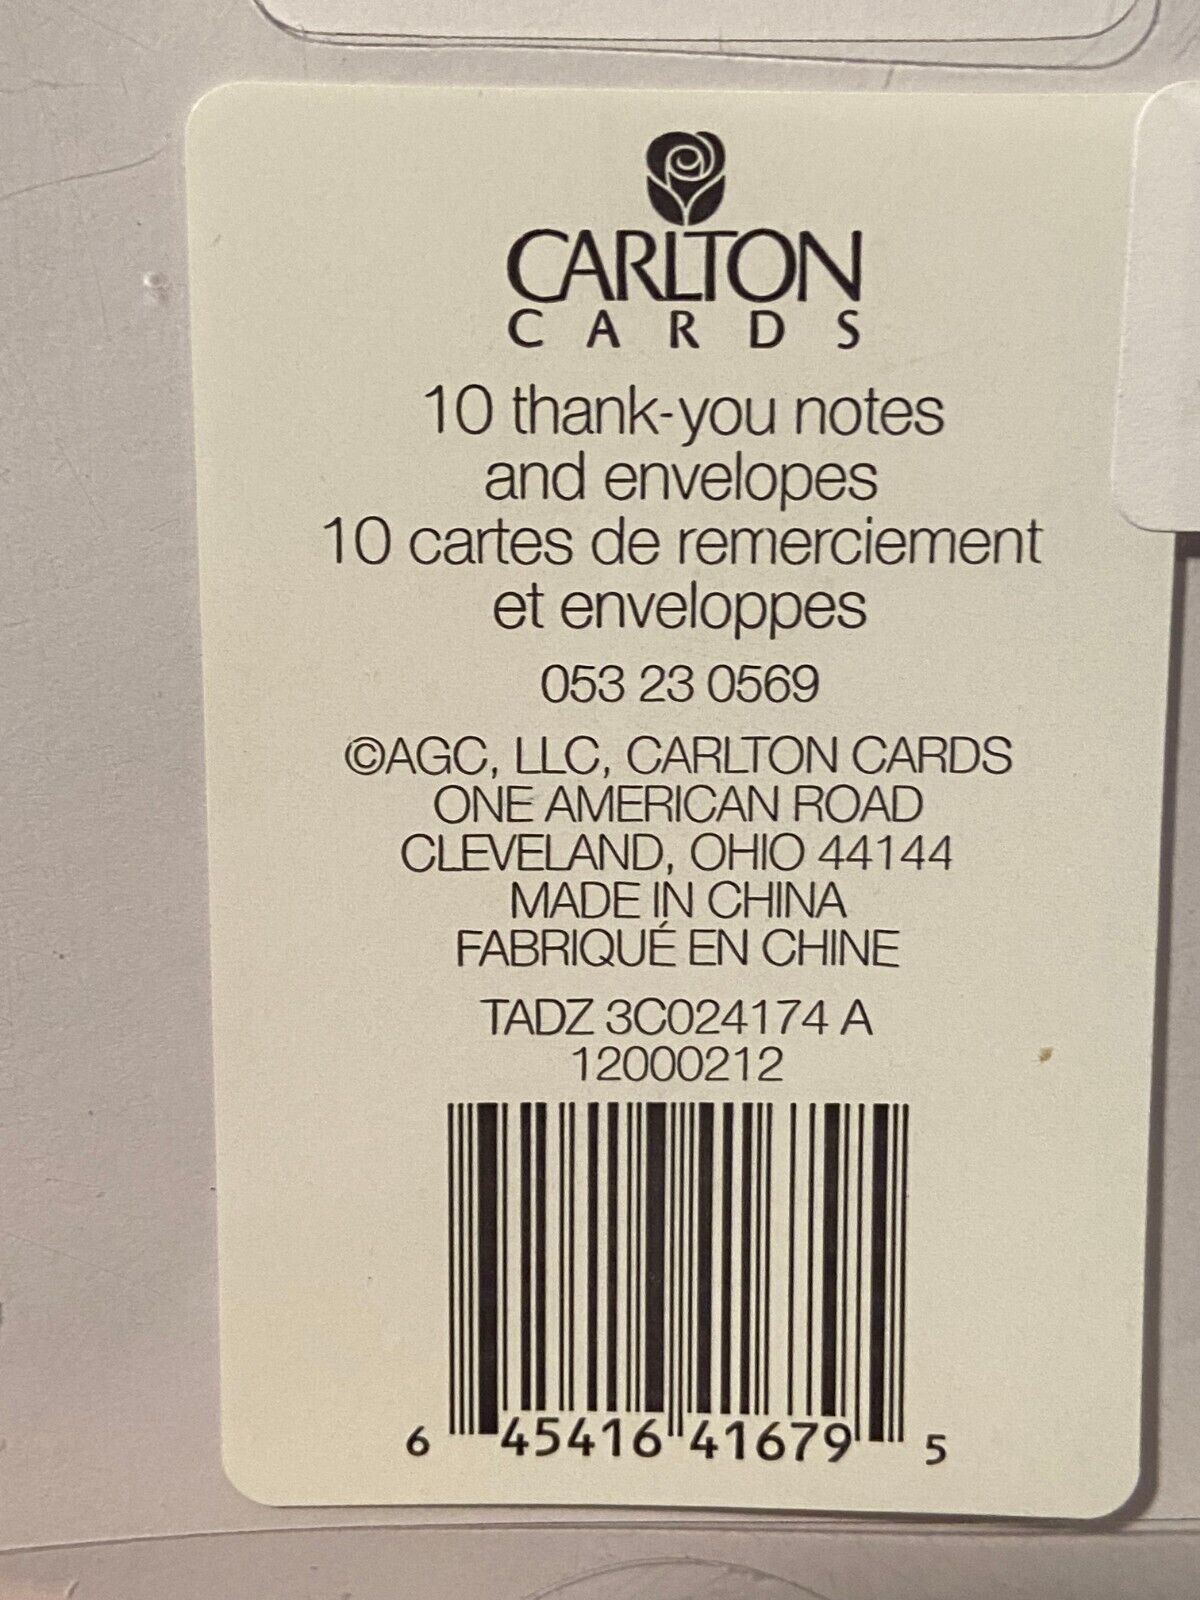 CARLTON
CARDS
10 thank-you notes
and envelopes
10 cartes de remerciement
et enveloppes
053 23 0569
©AGC, LLC, CARLTON CARDS
ONE AMERICAN ROAD
CLEVELAND, OHIO 44144
MADE IN CHINA
FABRIQUÉ EN CHINE
TADZ 3C024174 A
12000212
6 45416 41679 5